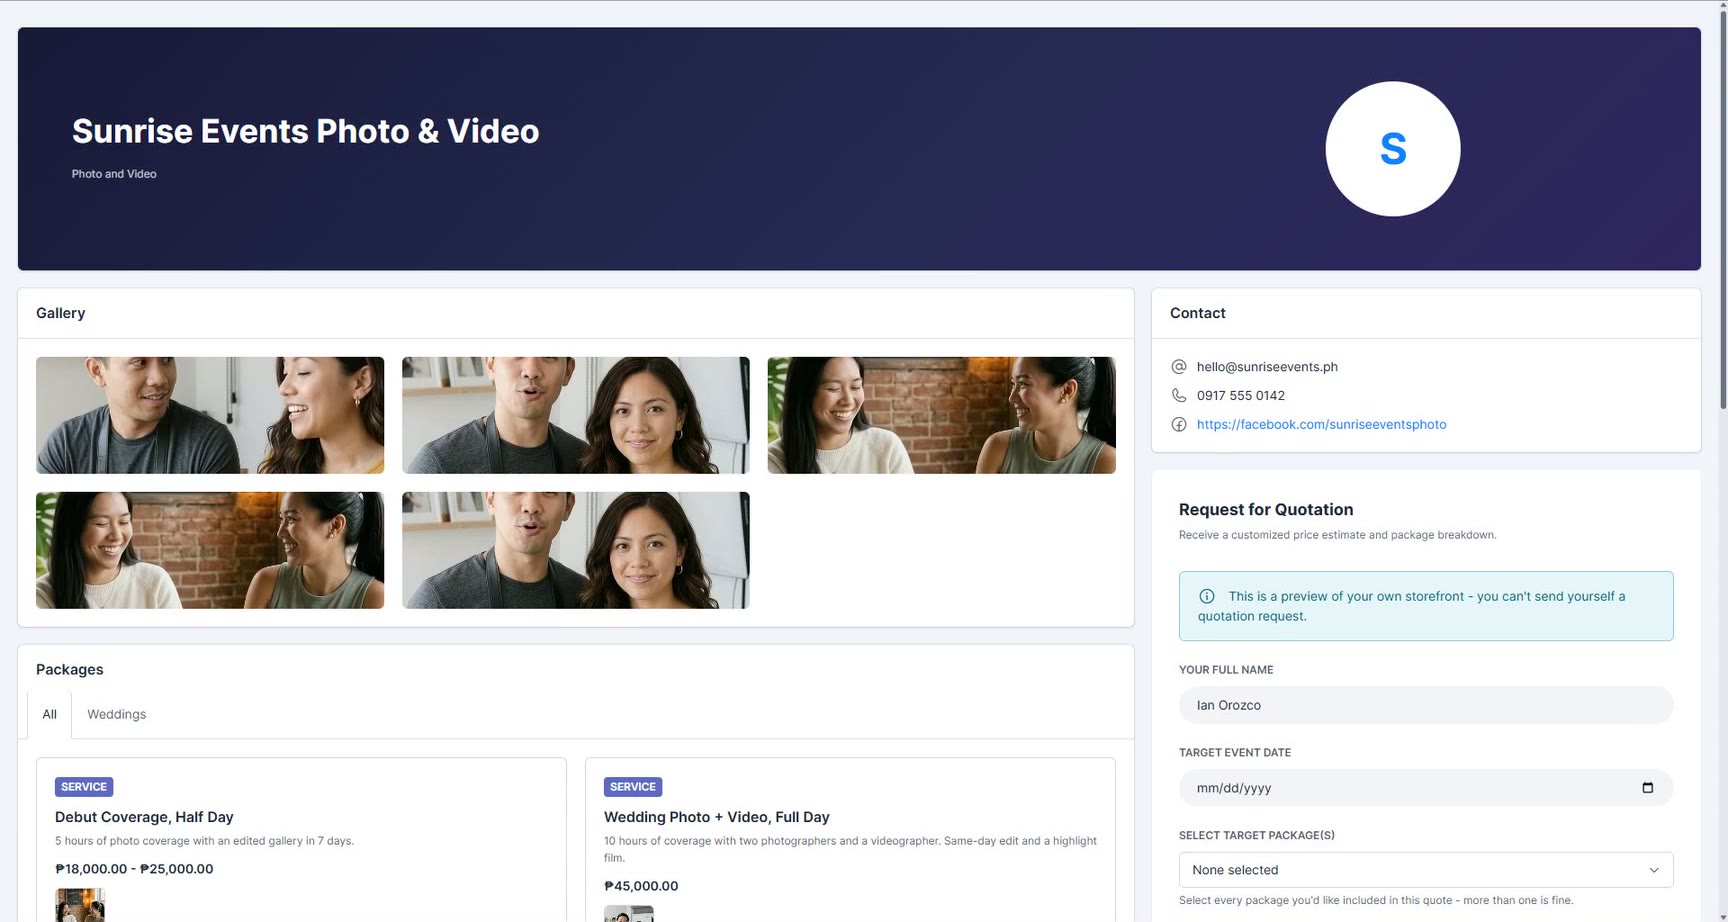 Sunrise Events Photo & Video
Photo and Video
S
Gallery
Packages
All
Weddings
SERVICE
Debut Coverage, Half Day
5 hours of photo coverage with an edited gallery in 7 days.
₱18,000.00 - ₱25,000.00
SERVICE
Wedding Photo + Video, Full Day
10 hours of coverage with two photographers and a videographer. Same-day edit and a highlight
film.
₱45,000.00
Contact
hello@sunriseevents.ph
0917 555 0142
https://facebook.com/sunriseeventsphoto
Request for Quotation
Receive a customized price estimate and package breakdown.
This is a preview of your own storefront - you can't send yourself a
quotation request.
YOUR FULL NAME
Ian Orozco
TARGET EVENT DATE
mm/dd/yyyy
SELECT TARGET PACKAGE(S)
None selected
Select every package you'd like included in this quote - more than one is fine.